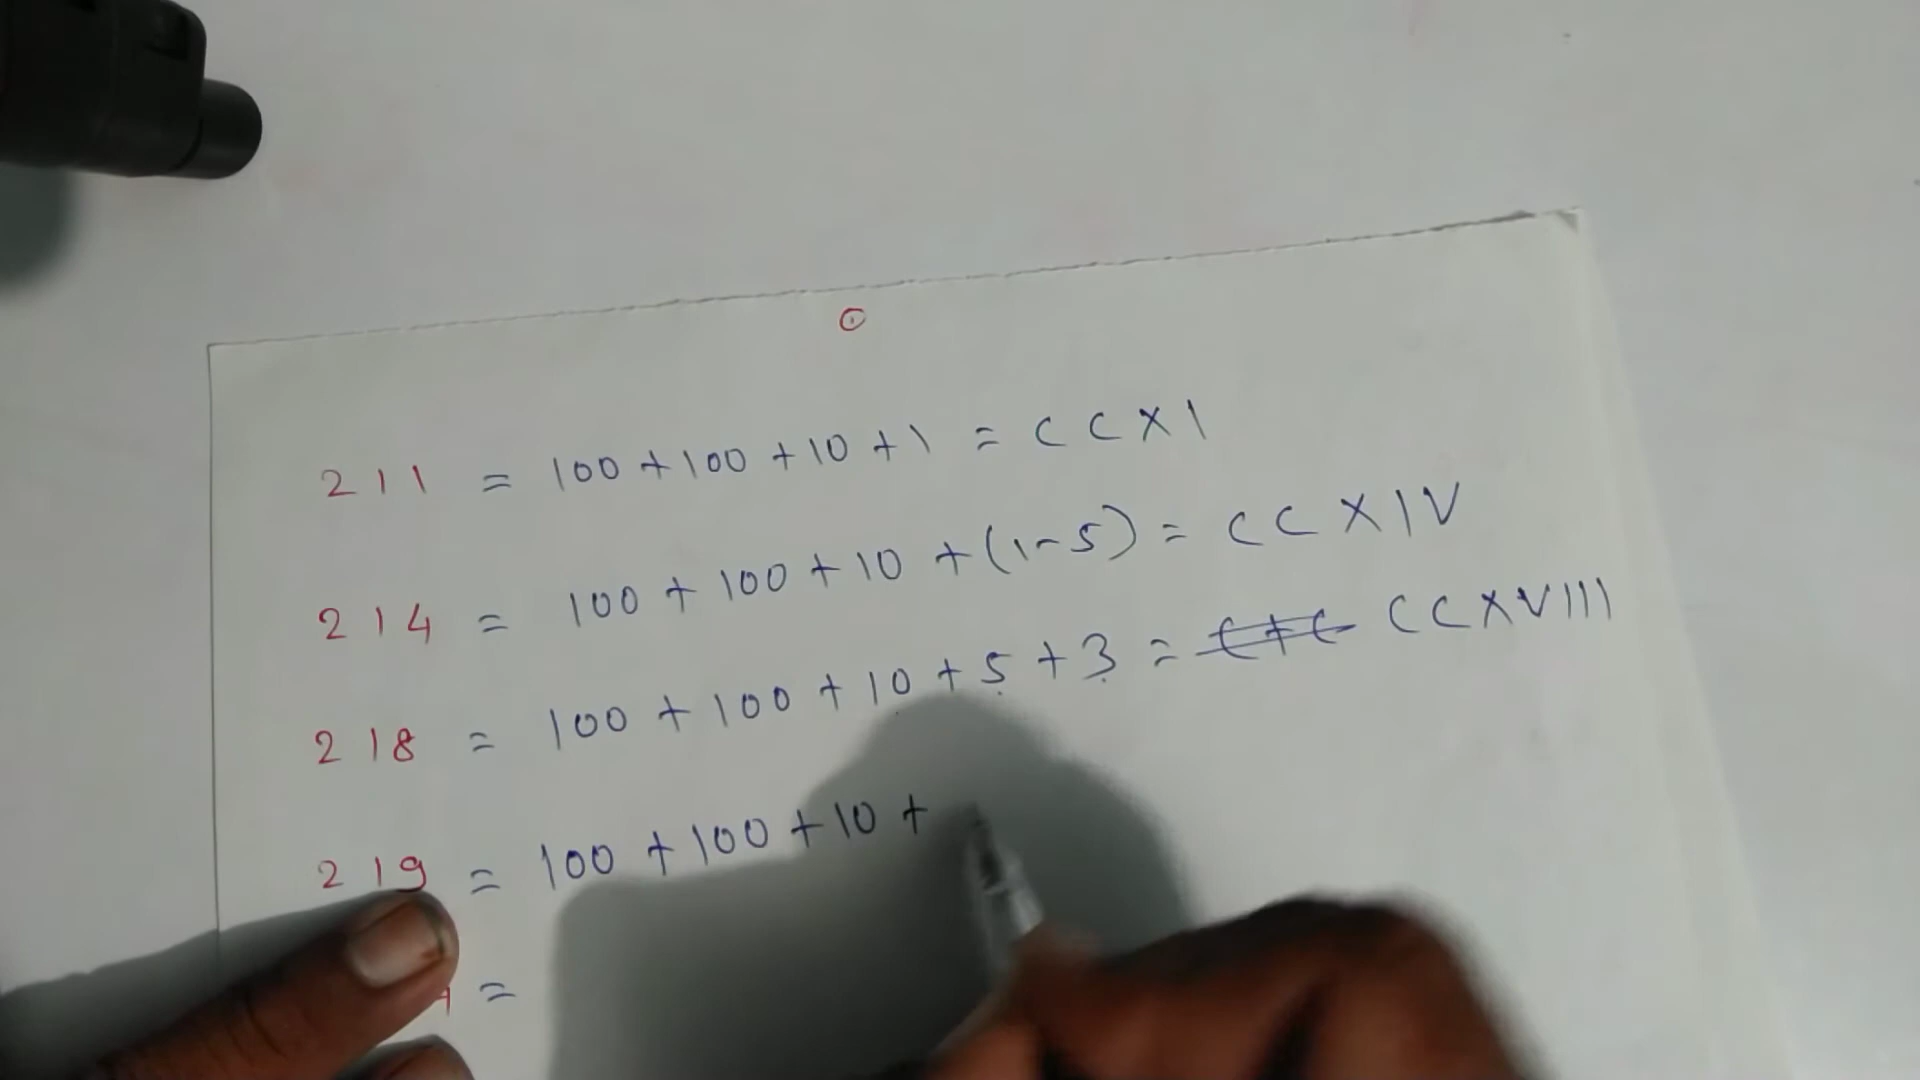 211 = 100 + 100 + 10 + 1 = CCXI
214 = 100 + 100 + 10 + (1-5) = CCXIV
218 = 100 + 100 + 10 + 5 + 3 = CCXVIII
219 = 100 + 100 + 10 +
=